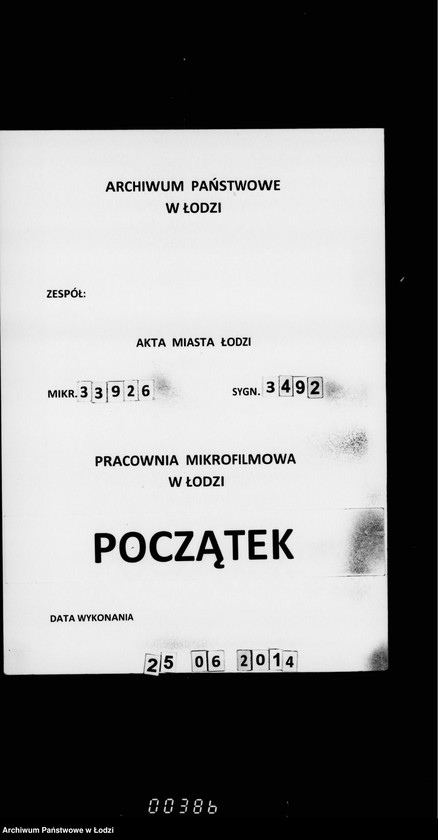 ARCHIWUM PAŃSTWOWE
W ŁODZI
ZESPÓŁ:
AKTA MIASTA ŁODZI
MIKR. 33926 SYGN. 3492
PRACOWNIA MIKROFILMOWA
W ŁODZI
POCZĄTEK
DATA WYKONANIA
25 06 2014
00386
Archiwum Państwowe w Łodzi